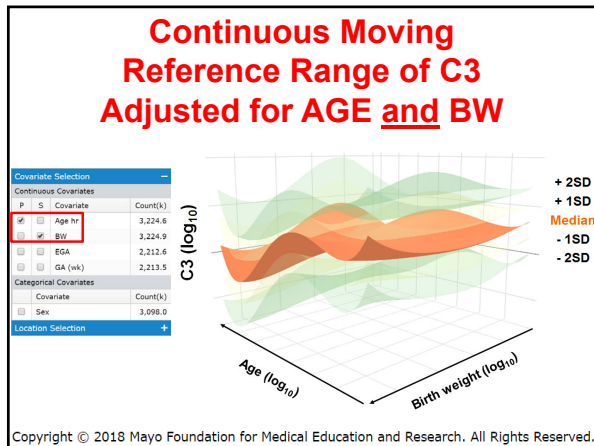 Continuous Moving
Reference Range of C3
Adjusted for AGE and BW
Covariate Selection −
Continuous Covariates
P S Covariate Count(k)
Age hr 3,224.6
BW 3,224.9
EGA 2,212.6
GA (wk) 2,213.5
Categorical Covariates
Covariate Count(k)
Sex 3,098.0
Location Selection +
C3 (log10)
Age (log10)
Birth weight (log10)
+ 2SD
+ 1SD
Median
- 1SD
- 2SD
Copyright © 2018 Mayo Foundation for Medical Education and Research. All Rights Reserved.